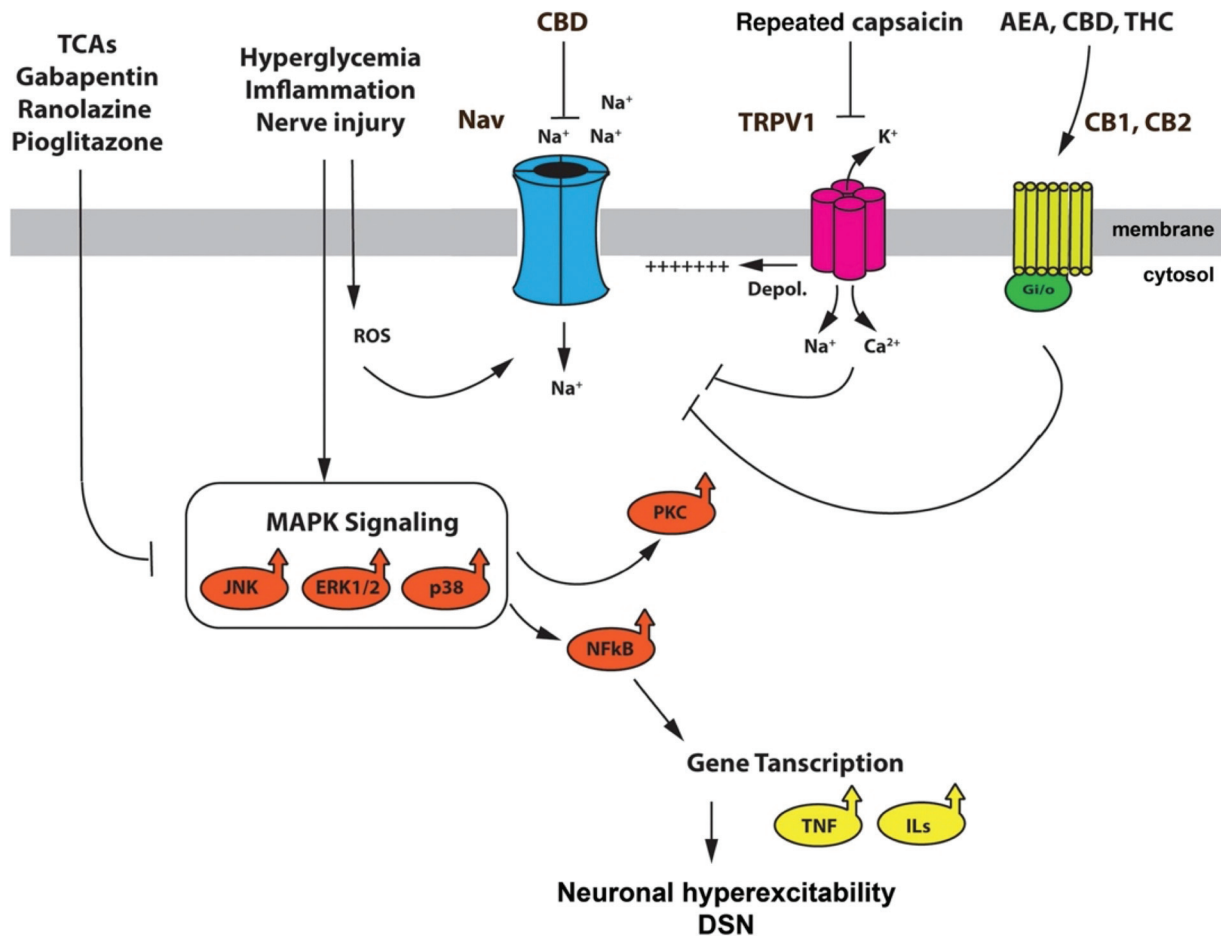 TCAs
Gabapentin
Ranolazine
Pioglitazone
Hyperglycemia
Imflammation
Nerve injury
CBD
Nav
Na⁺
Na⁺
Na⁺
Repeated capsaicin
TRPV1
K⁺
AEA, CBD, THC
CB1, CB2
membrane
cytosol
+++++++
Depol.
Gi/o
ROS
Na⁺
Na⁺
Ca²⁺
MAPK Signaling
JNK
ERK1/2
p38
PKC
NFkB
Gene Tanscription
TNF
ILs
Neuronal hyperexcitability
DSN